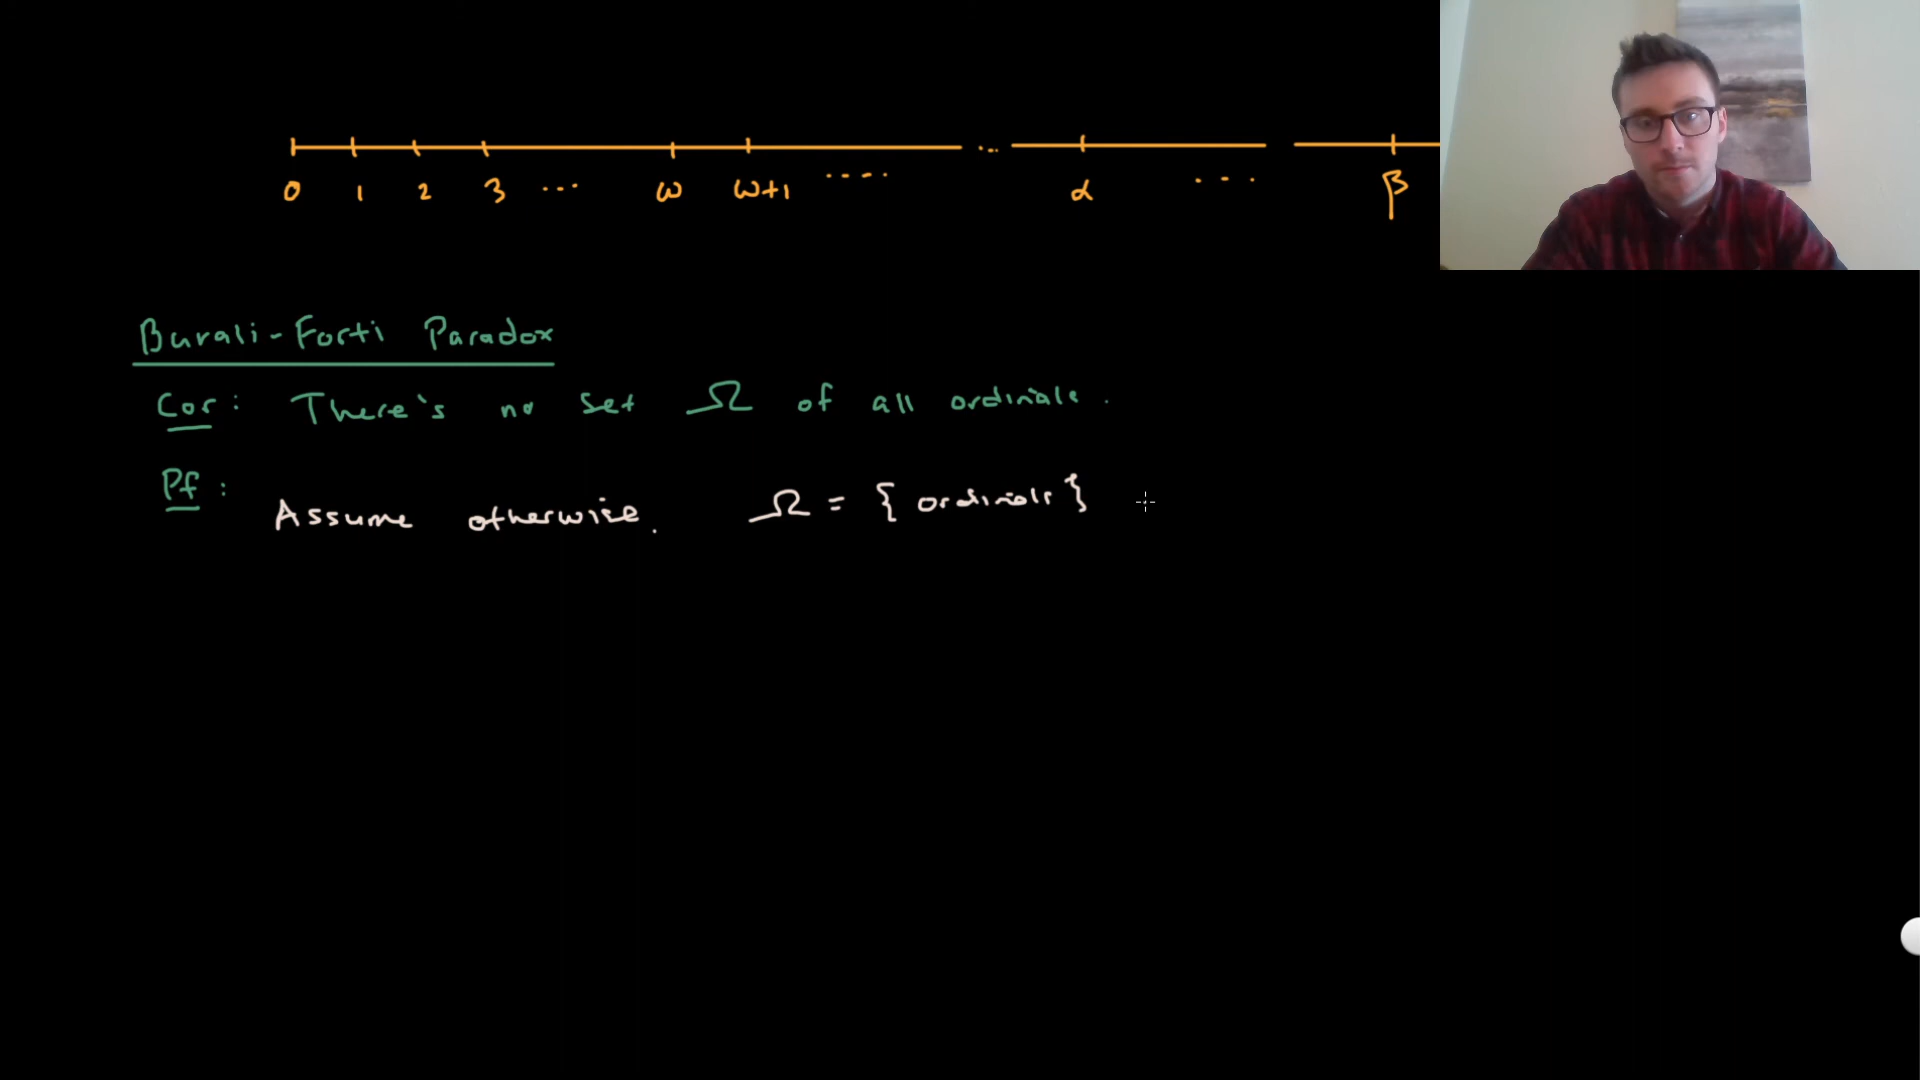 0 1 2 3 ... ω ω+1 .... ... α ... β
Burali-Forti Paradox
Cor: There's no set Ω of all ordinals.
Pf: Assume otherwise. Ω = { ordinals }